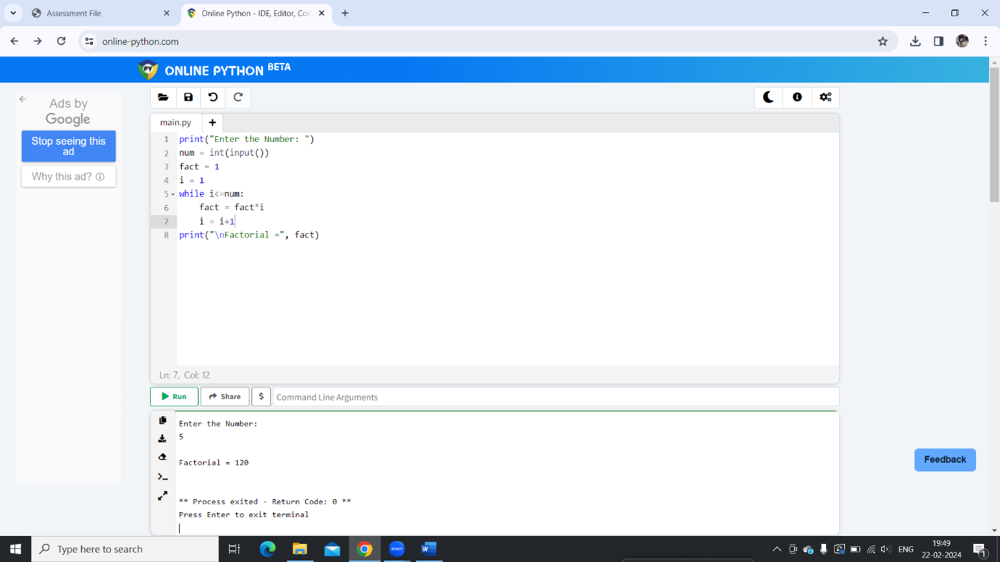 Assessment File
Online Python - IDE, Editor, Con
online-python.com
PY ONLINE PYTHON BETA
Ads by
Google
Stop seeing this
ad
Why this ad?
main.py
1 print("Enter the Number: ")
2 num = int(input())
3 fact = 1
4 i = 1
5 while i<=num:
6 fact = fact*i
7 i = i+1
8 print("\nFactorial =", fact)
Ln: 7, Col: 12
Run Share $ Command Line Arguments
Enter the Number:
5
Factorial = 120
** Process exited - Return Code: 0 **
Press Enter to exit terminal
Feedback
Type here to search
zoom
W
ENG
19:49
22-02-2024
1